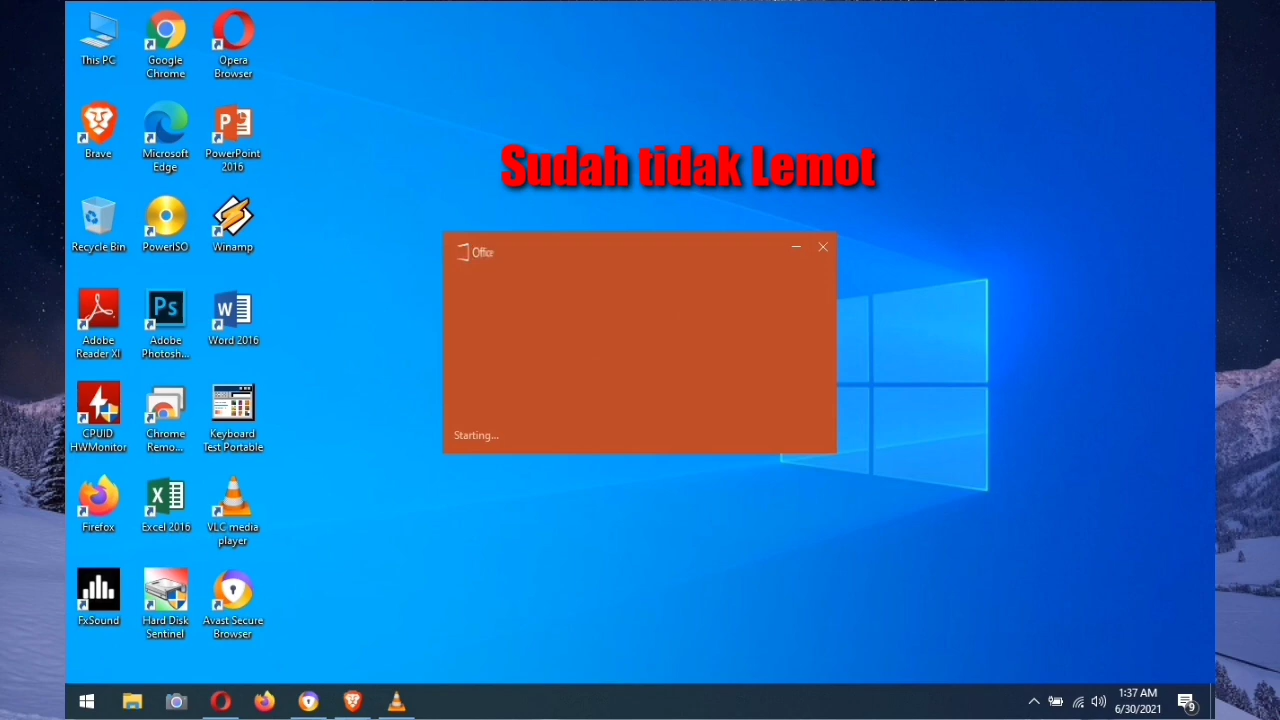 This PC
Google
Chrome
Opera
Browser
Brave
Microsoft
Edge
PowerPoint
2016
Sudah tidak Lemot
Recycle Bin
PowerISO
Winamp
Office
Adobe
Reader XI
Ps
Adobe
Photosh...
W
Word 2016
CPUID
HWMonitor
Chrome
Remo...
Keyboard
Test Portable
Starting...
Firefox
X
Excel 2016
VLC media
player
FxSound
Hard Disk
Sentinel
Avast Secure
Browser
1:37 AM
6/30/2021
9